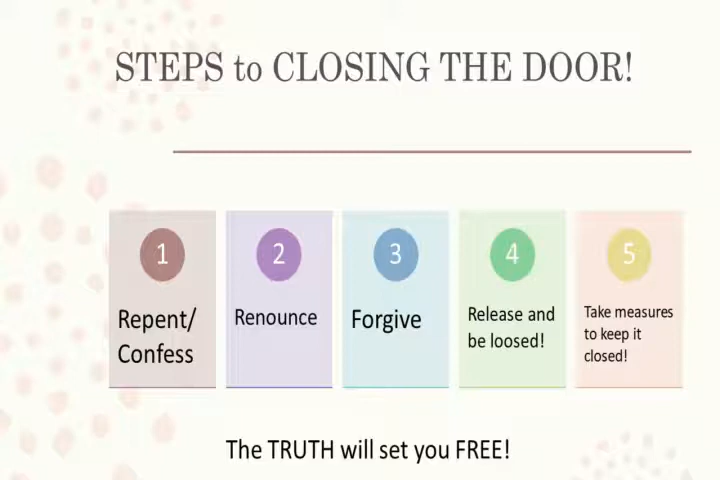 STEPS to CLOSING THE DOOR!
1
Repent/
Confess
2
Renounce
3
Forgive
4
Release and
be loosed!
5
Take measures
to keep it
closed!
The TRUTH will set you FREE!